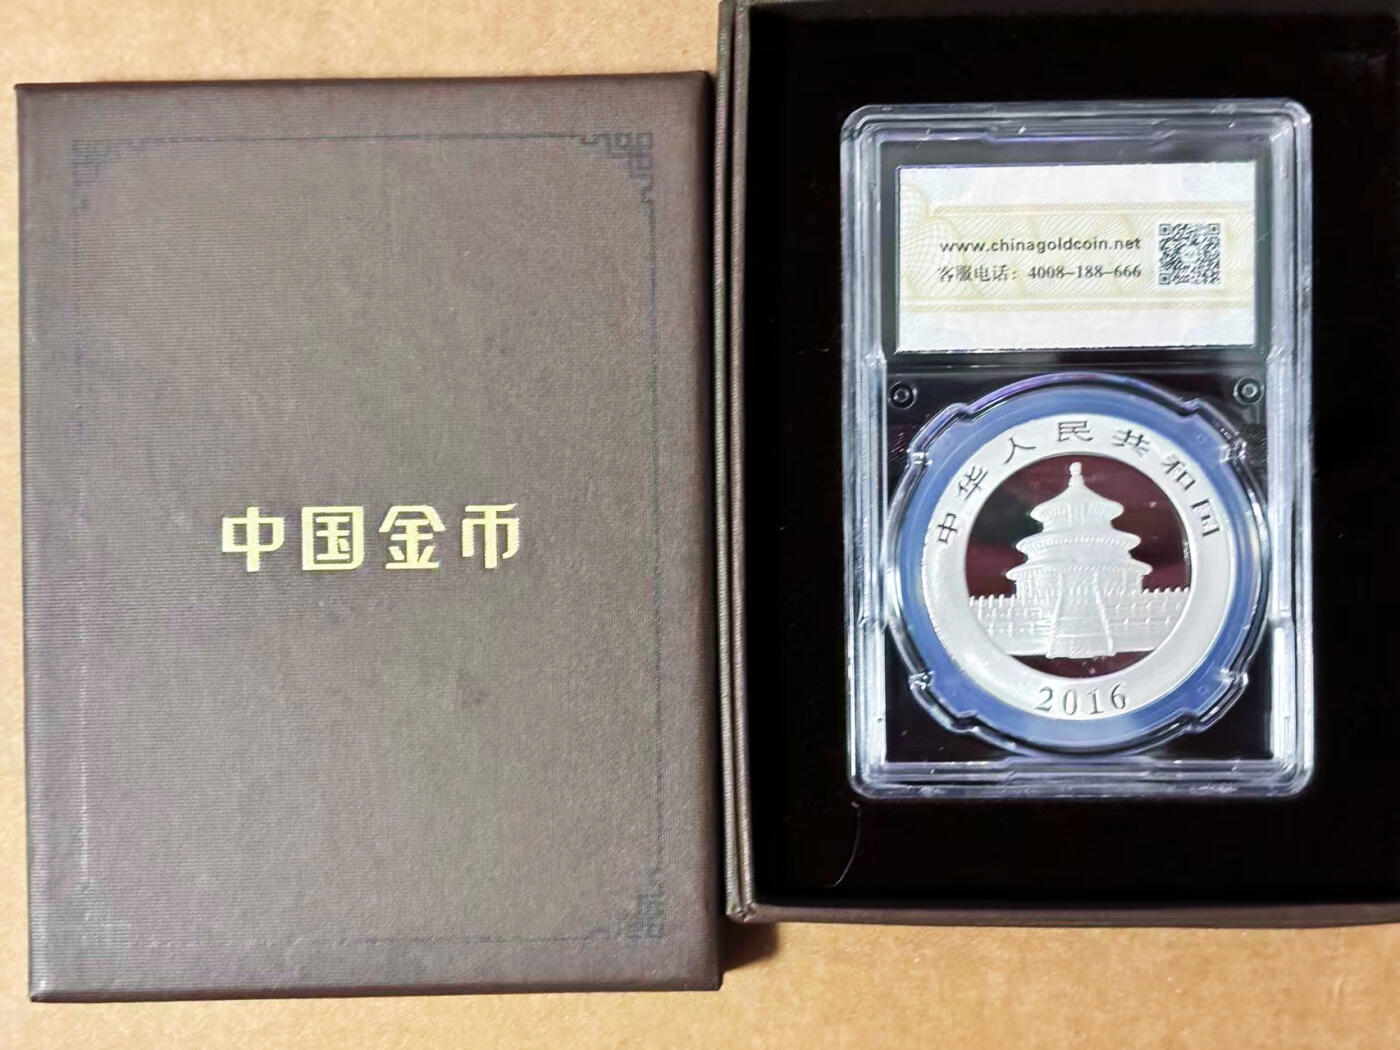 中国金币
www.chinagoldcoin.net
客服电话：4008-188-666
中华人民共和国
2016